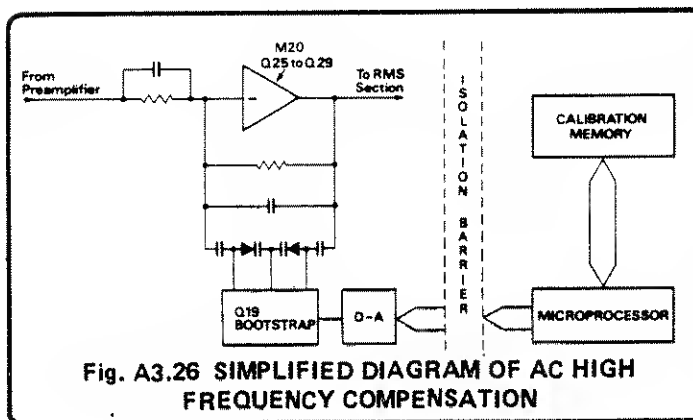 M20
Q25 to Q29
From
Preamplifier
To RMS
Section
ISOLATION BARRIER
CALIBRATION
MEMORY
Q19
BOOTSTRAP
D-A
MICROPROCESSOR
Fig. A3.26 SIMPLIFIED DIAGRAM OF AC HIGH
FREQUENCY COMPENSATION